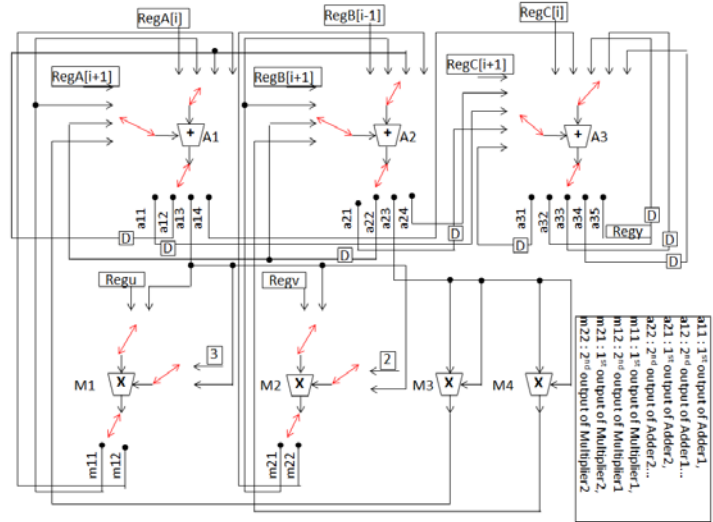 RegA[i]
RegB[i-1]
RegC[i]
RegA[i+1]
RegB[i+1]
RegC[i+1]
+
A1
+
A2
+
A3
a11
a12
a13
a14
a21
a22
a23
a24
a31
a32
a33
a34
a35
D
D
D
D
D
D
D
D
Regy
Regu
Regv
3
2
M1
X
M2
X
M3
X
M4
X
m11
m12
m21
m22
a11 : 1st output of Adder1,
a12 : 2nd output of Adder1...
a21 : 1st output of Adder2,
a22 : 2nd output of Adder2...
m11 : 1st output of Multiplier1,
m12 : 2nd output of Multiplier1
m21 : 1st output of Multiplier2,
m22 : 2nd output of Multiplier2